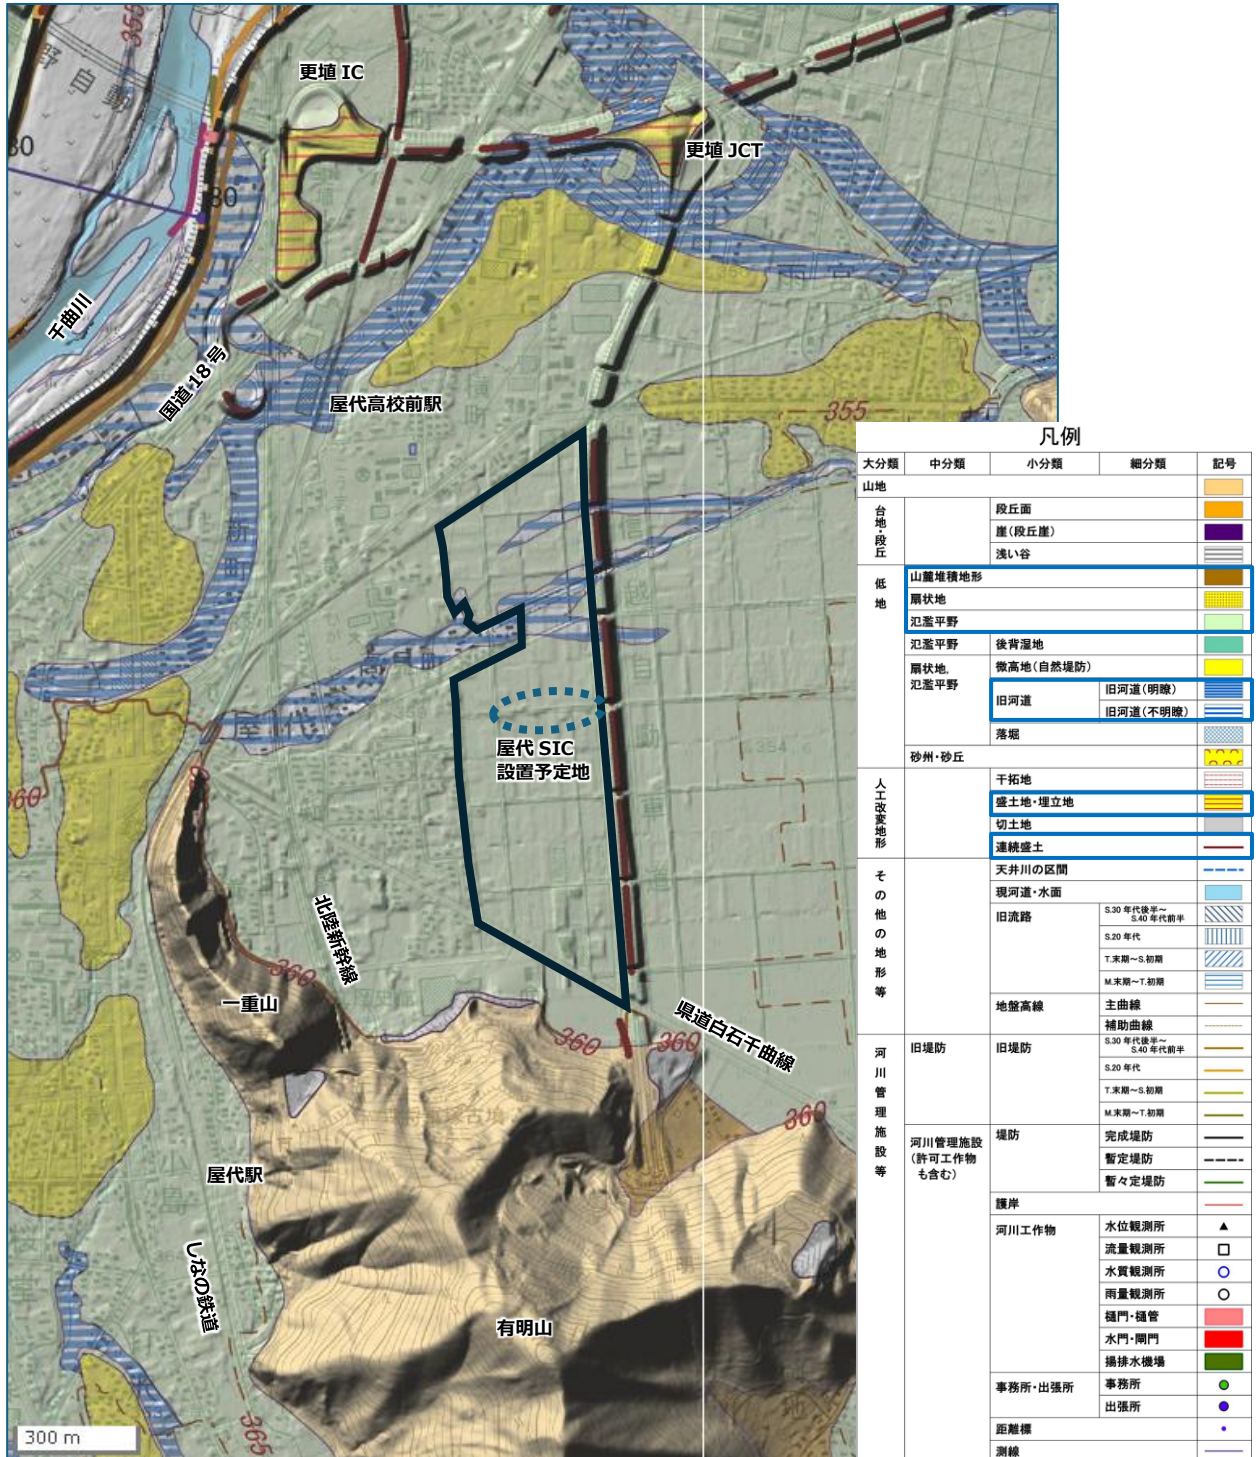 355
更埴 IC
野
自
動
30
80
更埴 JCT
千曲川
国道 18 号
屋代高校前駅
355
新
町
屋代 SIC
設置予定地
354
360
北陸新幹線
360
一重山
360
360
県道白石千曲線
360
屋代駅
しなの鉄道
有明山
365
300 m
凡例
大分類 中分類 小分類 細分類 記号
山地
台地・段丘
段丘面
崖(段丘崖)
浅い谷
低地
山麓堆積地形
扇状地
氾濫平野
氾濫平野 後背湿地
扇状地,
氾濫平野
微高地(自然堤防)
旧河道 旧河道(明瞭)
旧河道(不明瞭)
落堀
砂州・砂丘
人工改変地形
干拓地
盛土地・埋立地
切土地
連続盛土
その他の地形等
天井川の区間
現河道・水面
旧流路 S.30 年代後半~
S.40 年代前半
S.20 年代
T.末期~S.初期
M.末期~T.初期
地盤高線 主曲線
補助曲線
河川管理施設等
旧堤防 旧堤防 S.30 年代後半~
S.40 年代前半
S.20 年代
T.末期~S.初期
M.末期~T.初期
河川管理施設
(許可工作物
も含む)
堤防 完成堤防
暫定堤防
暫々定堤防
護岸
河川工作物 水位観測所
流量観測所
水質観測所
雨量観測所
樋門・樋管
水門・閘門
揚排水機場
事務所・出張所 事務所
出張所
距離標
測線